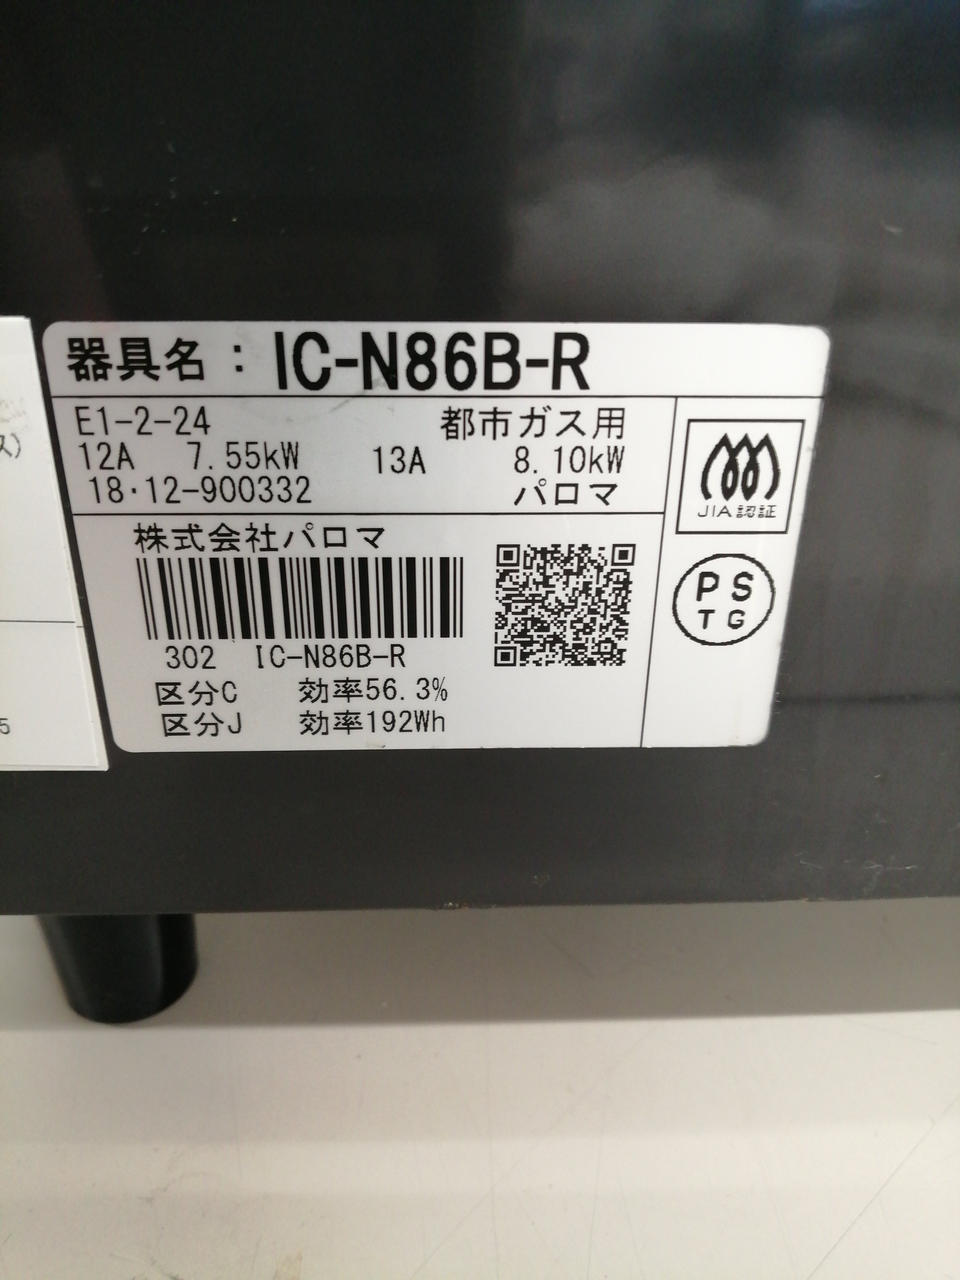 器具名：IC-N86B-R
E1-2-24 都市ガス用
12A 7.55kW 13A 8.10kW
18･12-900332 パロマ
JIA認証
株式会社パロマ
PS
TG
302 IC-N86B-R
区分C 効率56.3%
区分J 効率192Wh
ス)
5